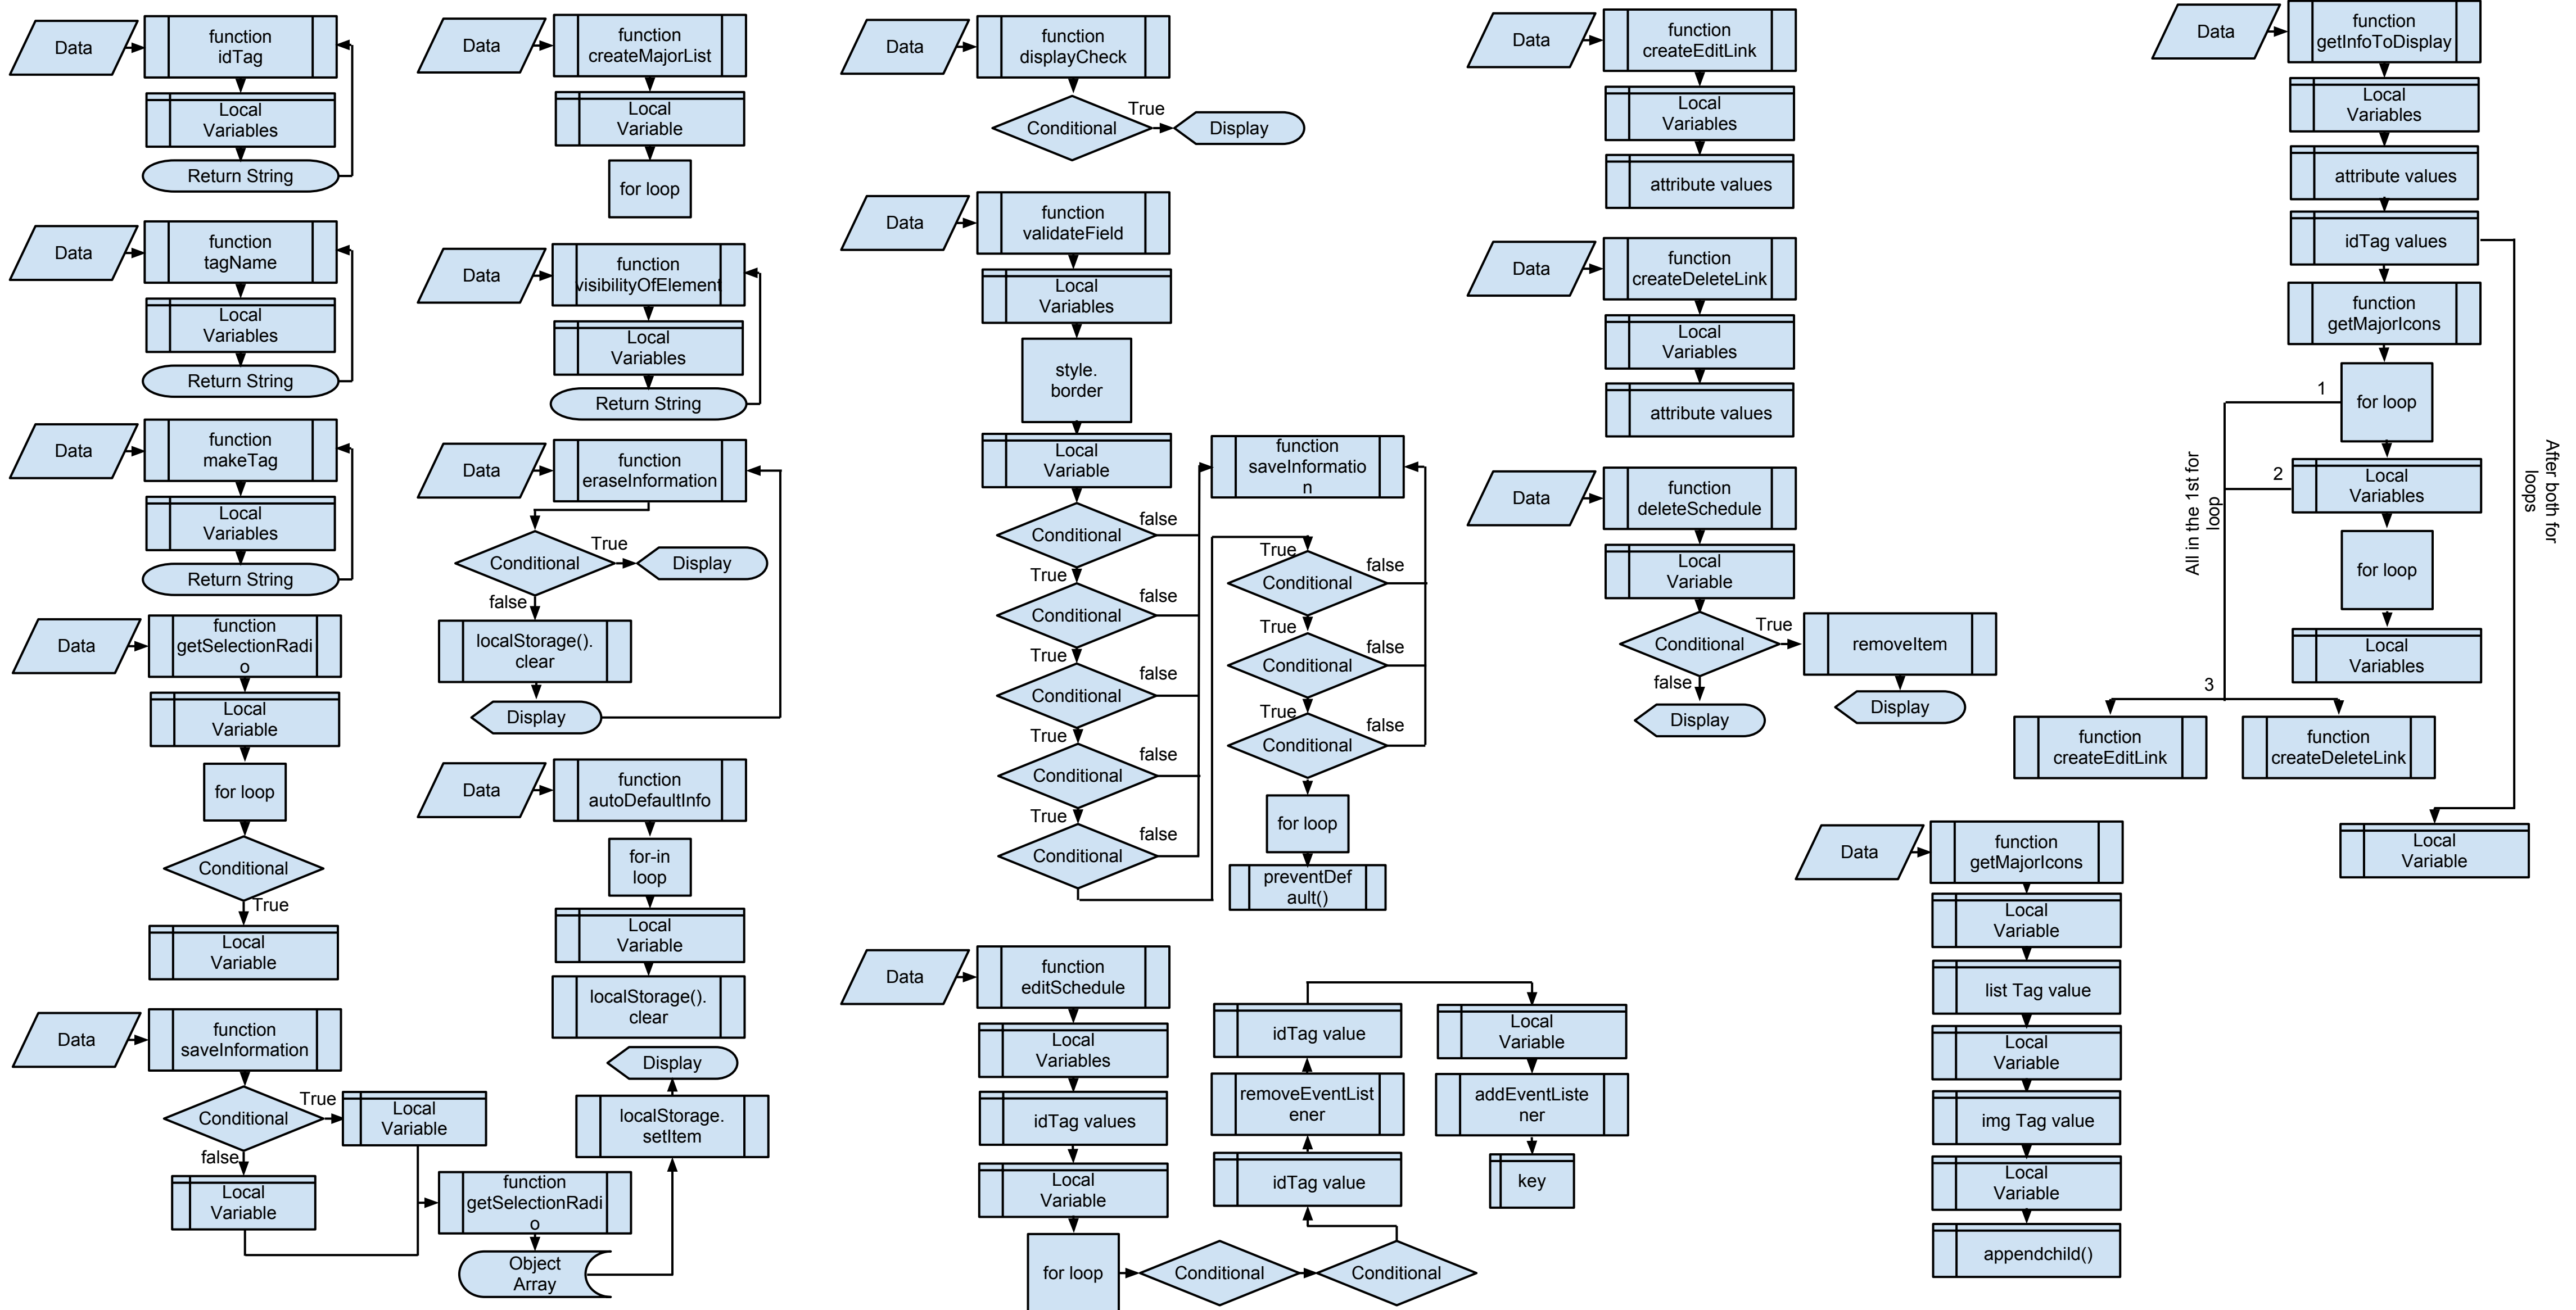 Data
function
idTag
Local
Variables
Return String
Data
function
tagName
Local
Variables
Return String
Data
function
makeTag
Local
Variables
Return String
Data
function
getSelectionRadi
o
Local
Variable
for loop
Conditional
True
Local
Variable
Data
function
saveInformation
Conditional
True
Local
Variable
false
Local
Variable
function
getSelectionRadi
o
Object
Array
localStorage.
setItem
Display
Data
function
createMajorList
Local
Variable
for loop
Data
function
visibilityOfElement
Local
Variables
Return String
Data
function
eraseInformation
Conditional
True
Display
false
localStorage().
clear
Display
Data
function
autoDefaultInfo
for-in
loop
Local
Variable
localStorage().
clear
Data
function
displayCheck
Conditional
True
Display
Data
function
validateField
Local
Variables
style.
border
Local
Variable
Conditional
false
True
Conditional
false
True
Conditional
false
True
Conditional
false
True
Conditional
false
function
saveInformatio
n
True
Conditional
false
True
Conditional
false
True
Conditional
false
for loop
preventDef
ault()
Data
function
editSchedule
Local
Variables
idTag values
Local
Variable
for loop
Conditional
Conditional
idTag value
removeEventList
ener
idTag value
Local
Variable
addEventListe
ner
key
Data
function
createEditLink
Local
Variables
attribute values
Data
function
createDeleteLink
Local
Variables
attribute values
Data
function
deleteSchedule
Local
Variable
Conditional
True
removeItem
Display
false
Display
Data
function
getInfoToDisplay
Local
Variables
attribute values
idTag values
function
getMajorIcons
for loop
1
Local
Variables
2
for loop
Local
Variables
All in the 1st for
loop
After both for
loops
3
function
createEditLink
function
createDeleteLink
Local
Variable
Data
function
getMajorIcons
Local
Variable
list Tag value
Local
Variable
img Tag value
Local
Variable
appendchild()